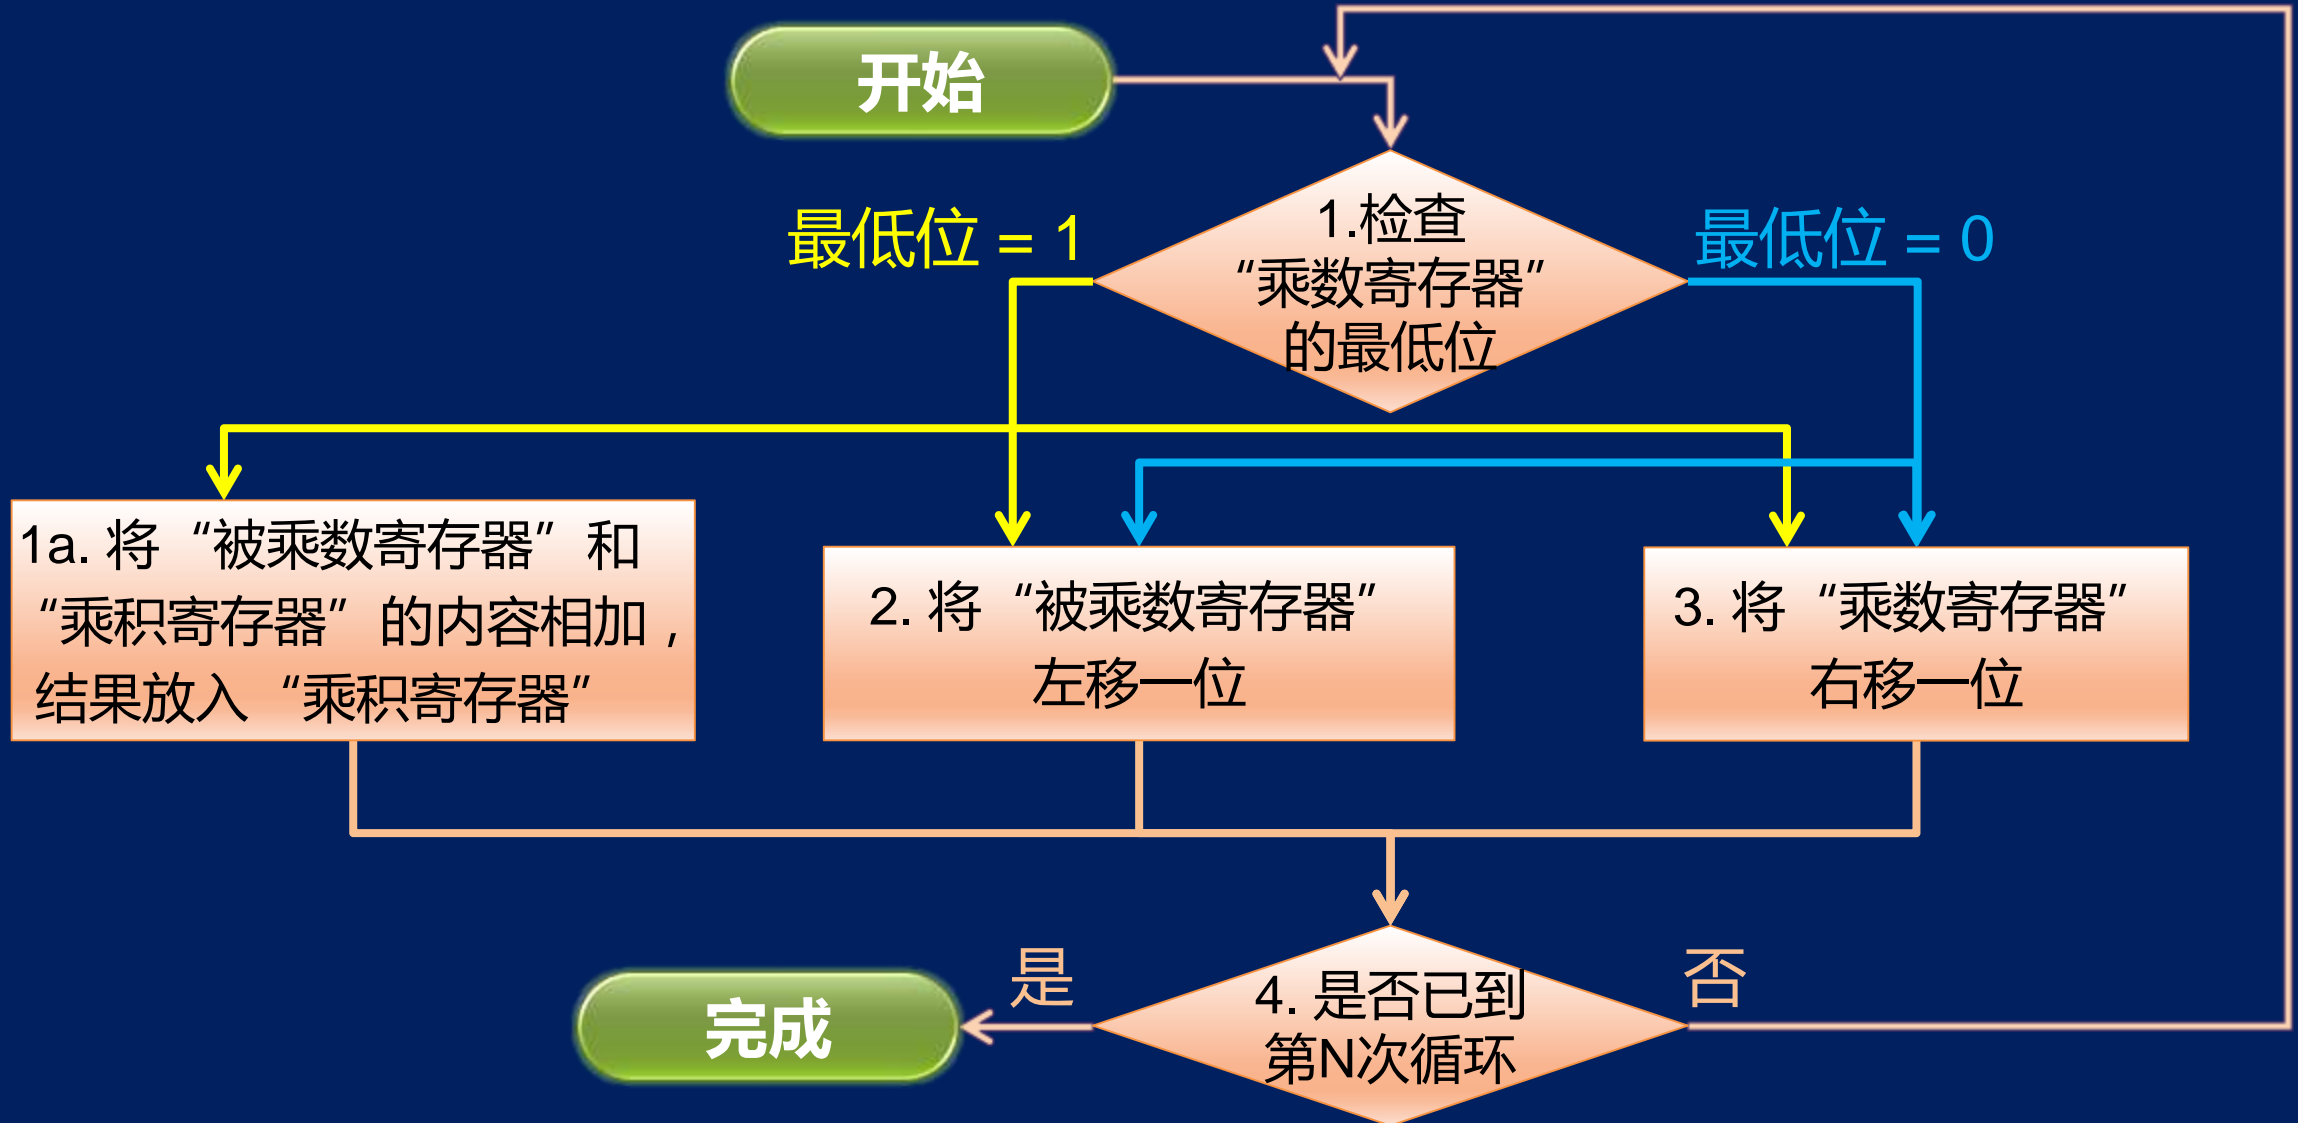 开始
最低位 = 1
1.检查
“乘数寄存器”
的最低位
最低位 = 0
1a. 将“被乘数寄存器”和
“乘积寄存器”的内容相加，
结果放入“乘积寄存器”
2. 将“被乘数寄存器”
左移一位
3. 将“乘数寄存器”
右移一位
是
否
完成
4. 是否已到
第N次循环